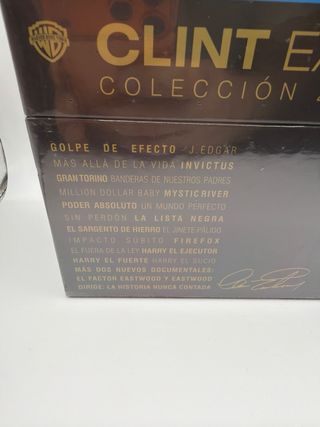 WB
CLINT EA
COLECCIÓN
GOLPE DE EFECTO J.EDGAR
MÁS ALLÁ DE LA VIDA INVICTUS
GRAN TORINO BANDERAS DE NUESTROS PADRES
MILLION DOLLAR BABY MYSTIC RIVER
PODER ABSOLUTO UN MUNDO PERFECTO
SIN PERDÓN LA LISTA NEGRA
EL SARGENTO DE HIERRO EL JINETE PÁLIDO
IMPACTO SÚBITO FIREFOX
EL FUERA DE LA LEY HARRY EL EJECUTOR
HARRY EL FUERTE HARRY EL SUCIO
MÁS DOS NUEVOS DOCUMENTALES:
EL FACTOR EASTWOOD Y EASTWOOD
DIRIGE: LA HISTORIA NUNCA CONTADA